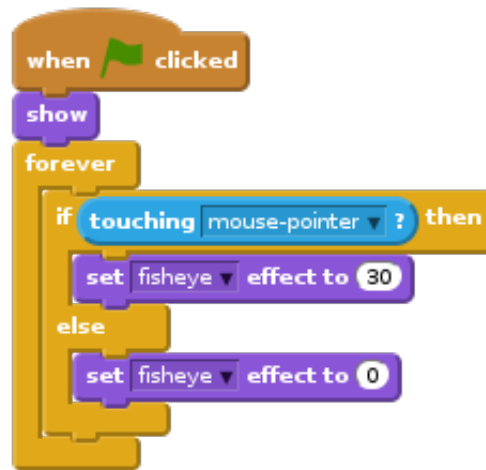 when clicked
show
forever
if touching mouse-pointer ? then
set fisheye effect to 30
else
set fisheye effect to 0